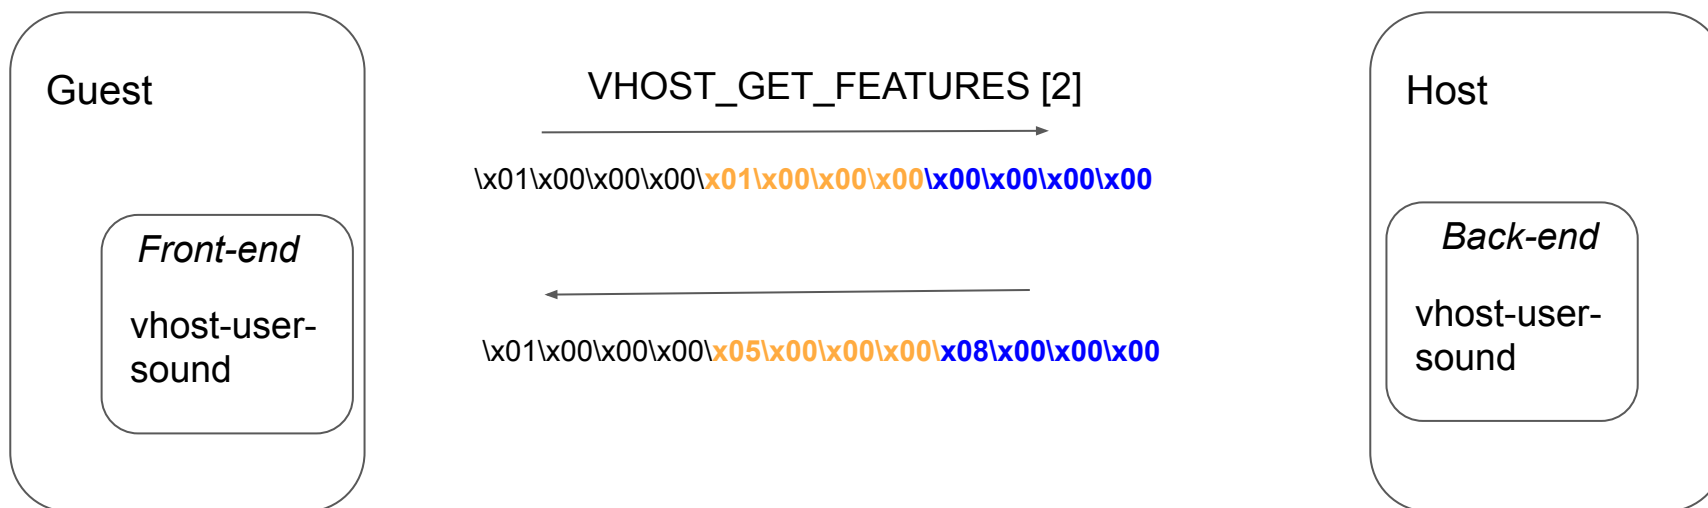 Guest
VHOST_GET_FEATURES [2]
Host
\x01\x00\x00\x00\x01\x00\x00\x00\x00\x00\x00\x00
Front-end
vhost-user-
sound
Back-end
vhost-user-
sound
\x01\x00\x00\x00\x05\x00\x00\x00\x08\x00\x00\x00